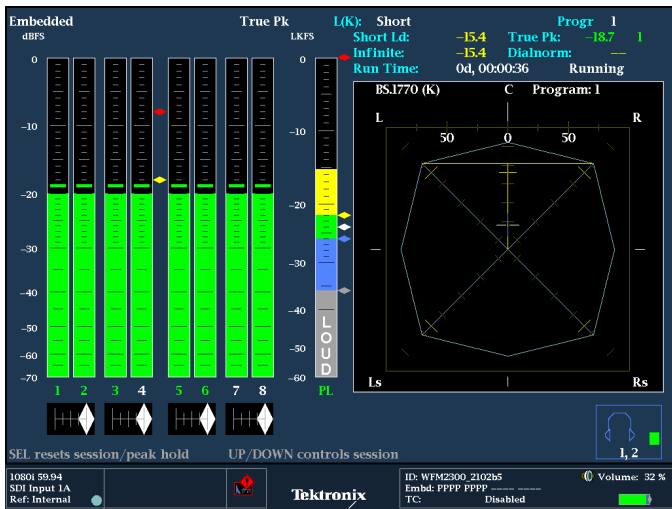 Embedded True Pk L(K): Short Progr 1
dBFS LKFS Short Ld: -15.4 True Pk: -18.7 1
Infinite: -15.4 Dialnorm: --
Run Time: 0d, 00:00:36 Running
0 0
BS.1770 (K) C Program: 1
L R
50 0 50
-10 -10
-20 -20
-30 -30
-40 -40
-50 -50
-60
-70 -60
LOUD
1 2 3 4 5 6 7 8 PL
Ls Rs
SEL resets session/peak hold UP/DOWN controls session
1, 2
1080i 59.94
SDI Input 1A
Ref: Internal
Tektronix
ID: WFM2300_2102b5
Embd: PPPP PPPP ---- ----
TC: Disabled
Volume: 32 %